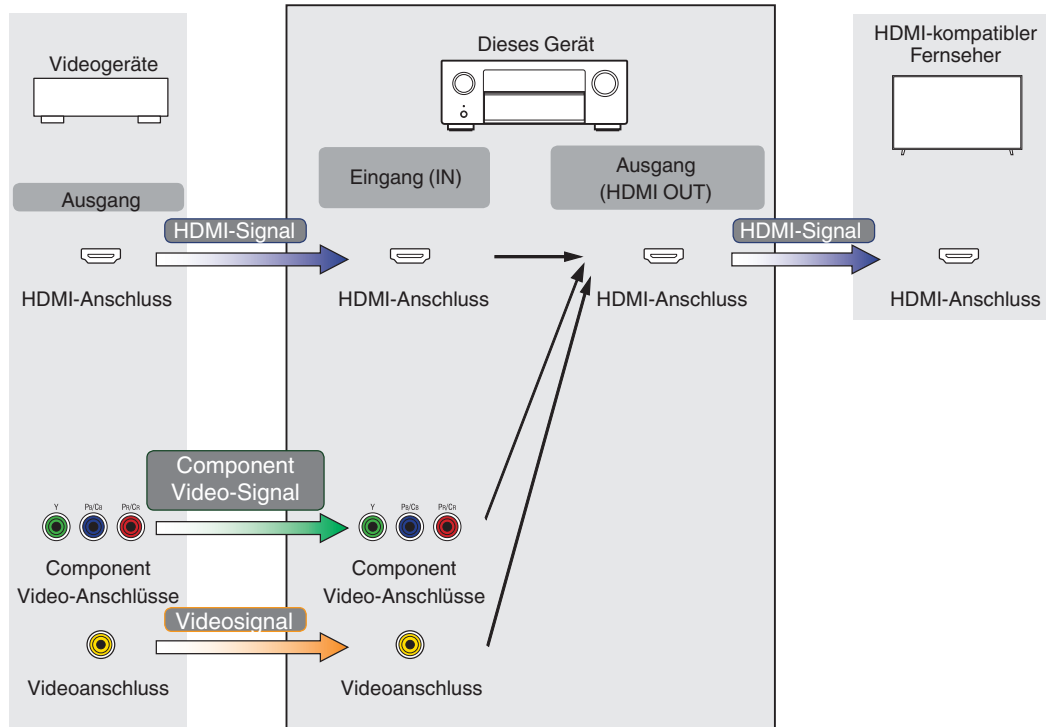 Videogeräte
Dieses Gerät
HDMI-kompatibler
Fernseher
Ausgang
Eingang (IN)
Ausgang
(HDMI OUT)
HDMI-Signal
HDMI-Signal
HDMI-Anschluss
HDMI-Anschluss
HDMI-Anschluss
HDMI-Anschluss
Component
Video-Signal
Y PB/CB PR/CR
Y PB/CB PR/CR
Component
Video-Anschlüsse
Component
Video-Anschlüsse
Videosignal
Videoanschluss
Videoanschluss